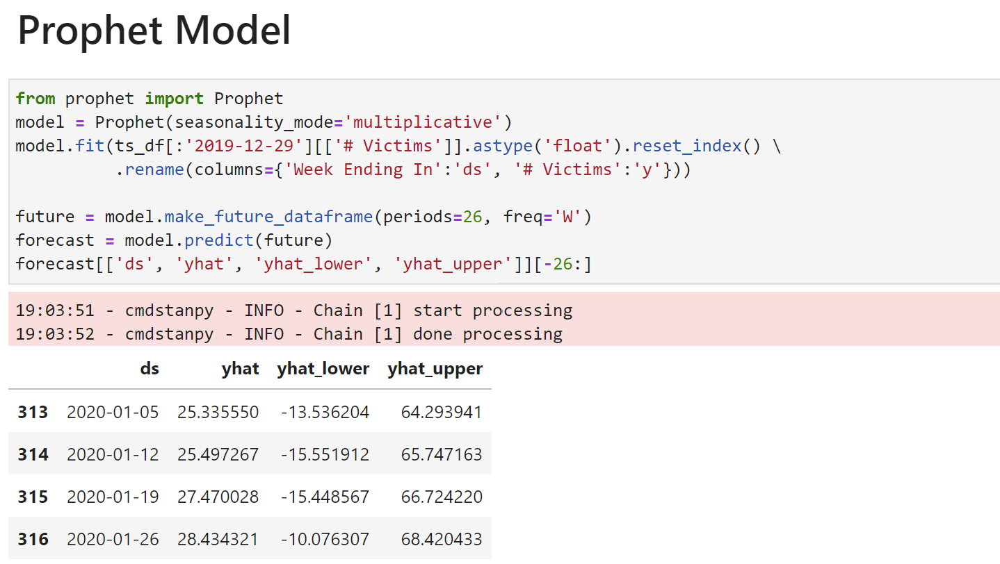 Prophet Model
from prophet import Prophet
model = Prophet(seasonality_mode='multiplicative')
model.fit(ts_df[:'2019-12-29'][['# Victims']].astype('float').reset_index() \
.rename(columns={'Week Ending In':'ds', '# Victims':'y'}))
future = model.make_future_dataframe(periods=26, freq='W')
forecast = model.predict(future)
forecast[['ds', 'yhat', 'yhat_lower', 'yhat_upper']][-26:]
19:03:51 - cmdstanpy - INFO - Chain [1] start processing
19:03:52 - cmdstanpy - INFO - Chain [1] done processing
ds yhat yhat_lower yhat_upper
313 2020-01-05 25.335550 -13.536204 64.293941
314 2020-01-12 25.497267 -15.551912 65.747163
315 2020-01-19 27.470028 -15.448567 66.724220
316 2020-01-26 28.434321 -10.076307 68.420433